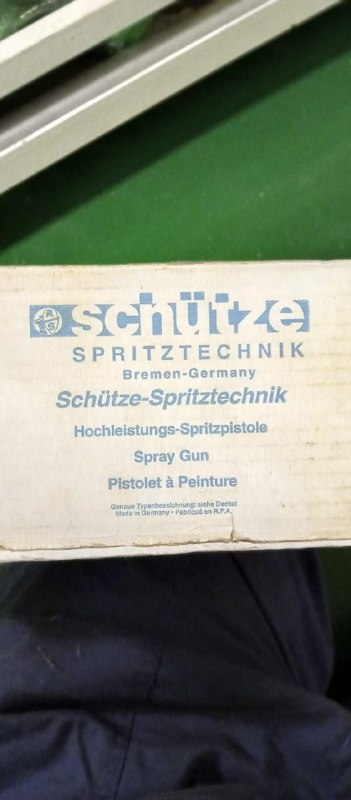 RS schütze
SPRITZTECHNIK
Bremen-Germany
Schütze-Spritztechnik
Hochleistungs-Spritzpistole
Spray Gun
Pistolet à Peinture
Genaue Typenbezeichnung: siehe Deckel
Made in Germany • Fabriqué en R.F.A.